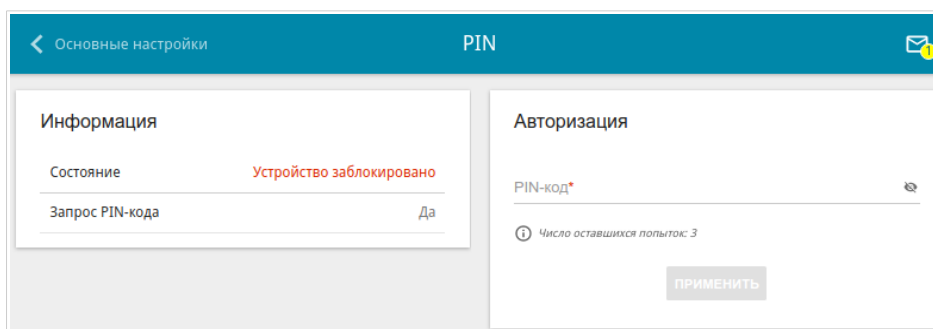 Основные настройки
PIN
1
Информация
Состояние Устройство заблокировано
Запрос PIN-кода Да
Авторизация
PIN-код*
Число оставшихся попыток: 3
ПРИМЕНИТЬ